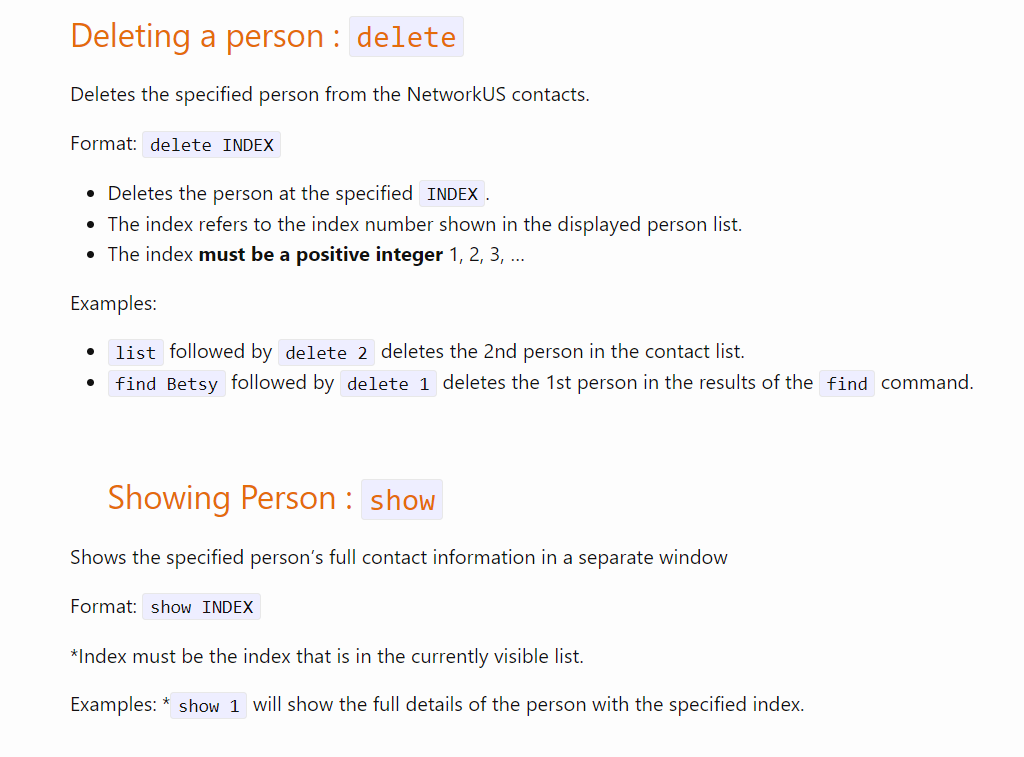 Deleting a person : delete
Deletes the specified person from the NetworkUS contacts.
Format: delete INDEX
• Deletes the person at the specified INDEX.
• The index refers to the index number shown in the displayed person list.
• The index must be a positive integer 1, 2, 3, …
Examples:
• list followed by delete 2 deletes the 2nd person in the contact list.
• find Betsy followed by delete 1 deletes the 1st person in the results of the find command.
Showing Person : show
Shows the specified person’s full contact information in a separate window
Format: show INDEX
*Index must be the index that is in the currently visible list.
Examples: *show 1 will show the full details of the person with the specified index.